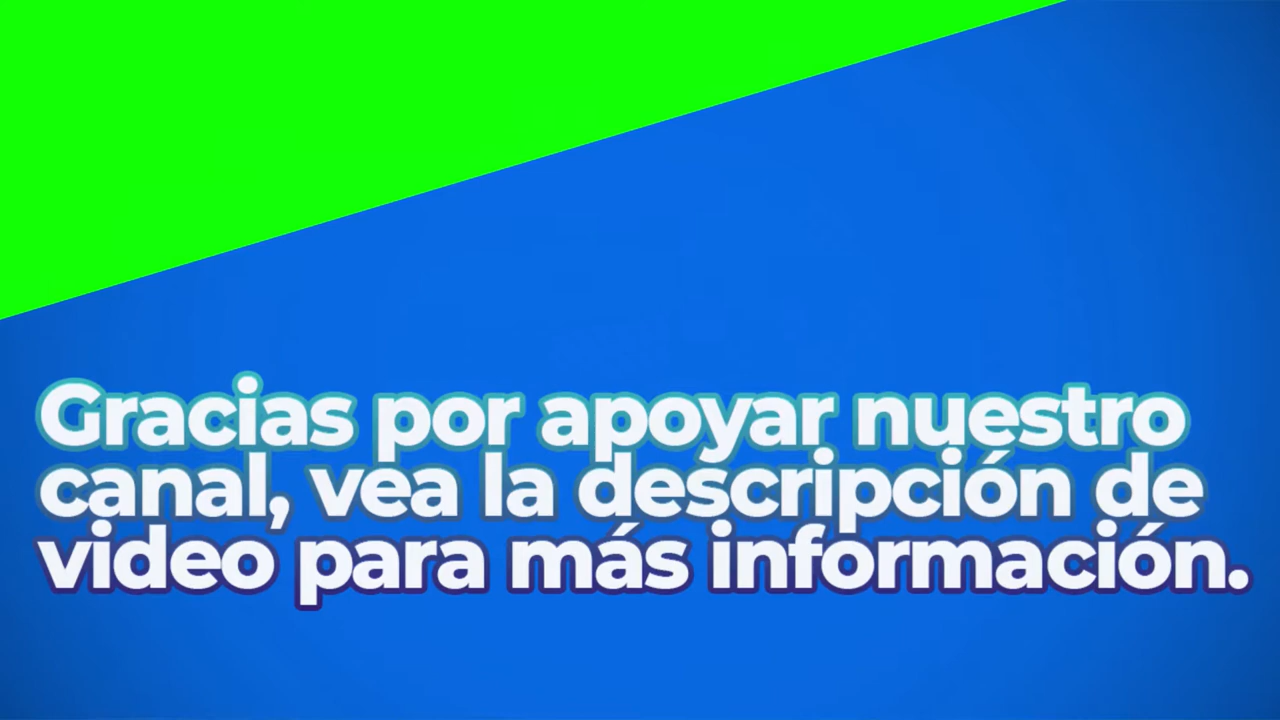 Gracias por apoyar nuestro
canal, vea la descripción de
video para más información.